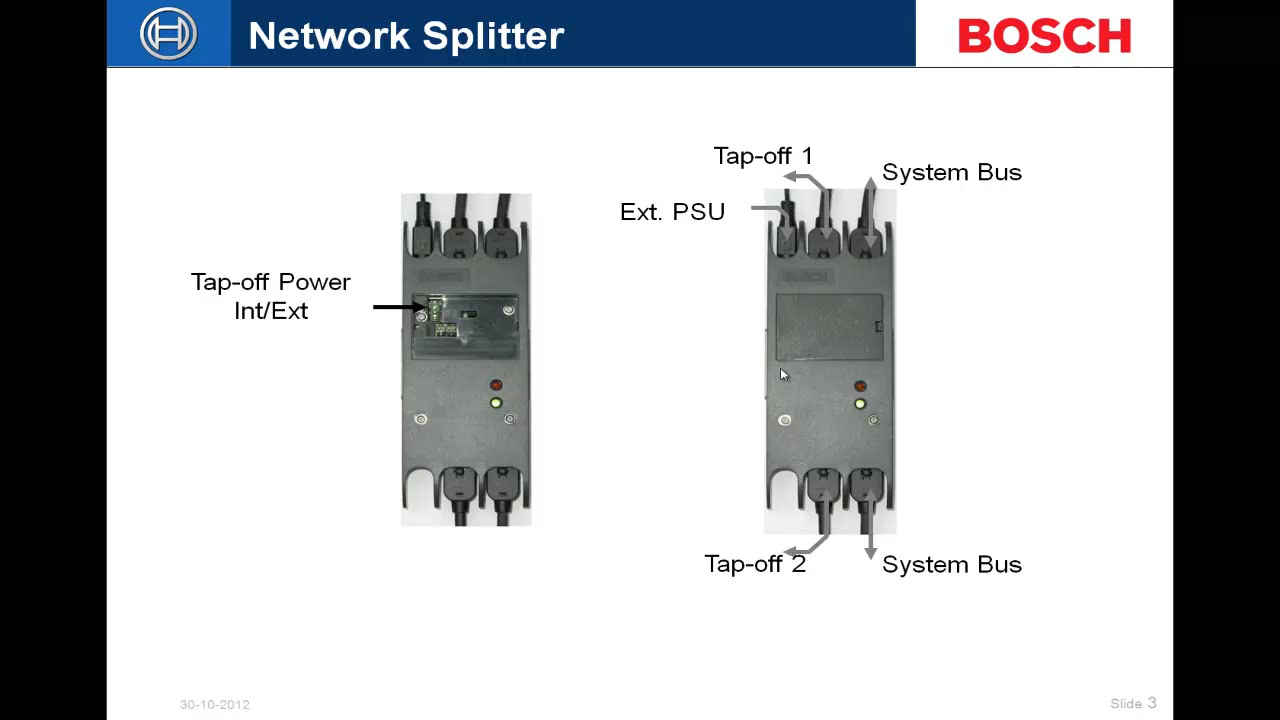 Network Splitter
BOSCH
Tap-off 1
System Bus
Ext. PSU
Tap-off Power
Int/Ext
Tap-off 2
System Bus
30-10-2012
Slide 3